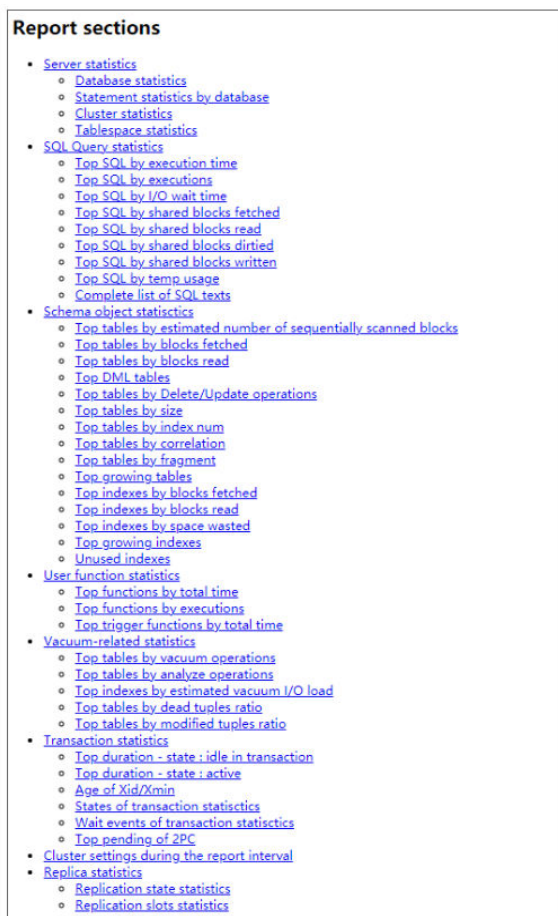 Report sections
Server statistics
Database statistics
Statement statistics by database
Cluster statistics
Tablespace statistics
SQL Query statistics
Top SQL by execution time
Top SQL by executions
Top SQL by I/O wait time
Top SQL by shared blocks fetched
Top SQL by shared blocks read
Top SQL by shared blocks dirtied
Top SQL by shared blocks written
Top SQL by temp usage
Complete list of SQL texts
Schema object statisctics
Top tables by estimated number of sequentially scanned blocks
Top tables by blocks fetched
Top tables by blocks read
Top DML tables
Top tables by Delete/Update operations
Top tables by size
Top tables by index num
Top tables by correlation
Top tables by fragment
Top growing tables
Top indexes by blocks fetched
Top indexes by blocks read
Top indexes by space wasted
Top growing indexes
Unused indexes
User function statistics
Top functions by total time
Top functions by executions
Top trigger functions by total time
Vacuum-related statistics
Top tables by vacuum operations
Top tables by analyze operations
Top indexes by estimated vacuum I/O load
Top tables by dead tuples ratio
Top tables by modified tuples ratio
Transaction statistics
Top duration - state : idle in transaction
Top duration - state : active
Age of Xid/Xmin
States of transaction statisctics
Wait events of transaction statisctics
Top pending of 2PC
Cluster settings during the report interval
Replica statistics
Replication state statistics
Replication slots statistics